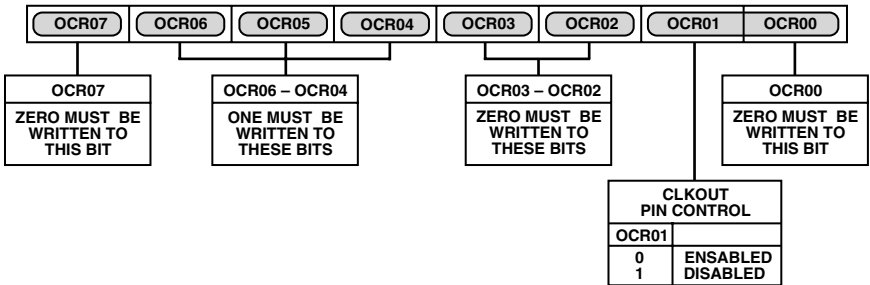 OCR07 OCR06 OCR05 OCR04 OCR03 OCR02 OCR01 OCR00
OCR07
ZERO MUST BE
WRITTEN TO
THIS BIT
OCR06 – OCR04
ONE MUST BE
WRITTEN TO
THESE BITS
OCR03 – OCR02
ZERO MUST BE
WRITTEN TO
THESE BITS
OCR00
ZERO MUST BE
WRITTEN TO
THIS BIT
CLKOUT
PIN CONTROL
OCR01
0 ENSABLED
1 DISABLED